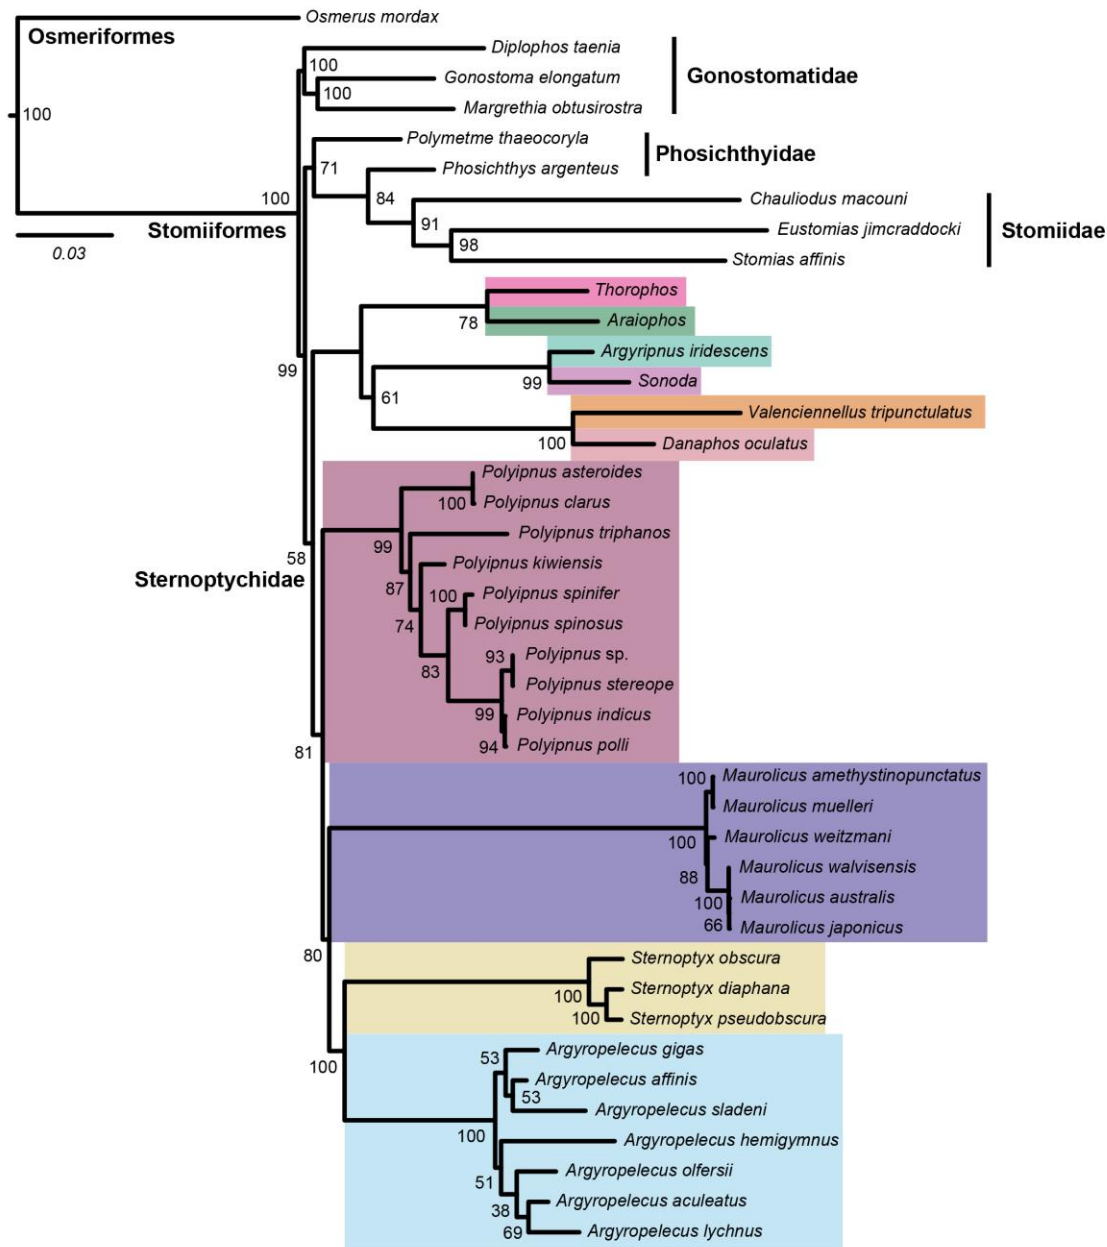 Osmerus mordax
Osmeriformes
Diplophos taenia
100
Gonostoma elongatum
Gonostomatidae
100
Margrethia obtusirostra
100
Polymetme thaeocoryla
Phosichthyidae
71
Phosichthys argenteus
100
84
Chauliodus macouni
91
Stomiiformes
Eustomias jimcraddocki
Stomiidae
98
0.03
Stomias affinis
Thorophos
78
Araiophos
Argyripnus iridescens
99
99
Sonoda
61
Valenciennellus tripunctulatus
100
Danaphos oculatus
Polyipnus asteroides
100
Polyipnus clarus
Polyipnus triphanos
99
58
Polyipnus kiwiensis
Sternoptychidae
87
100
Polyipnus spinifer
74
Polyipnus spinosus
93
Polyipnus sp.
83
Polyipnus stereope
99
Polyipnus indicus
94
Polyipnus polli
81
100
Maurolicus amethystinopunctatus
Maurolicus muelleri
100
Maurolicus weitzmani
Maurolicus walvisensis
88
100
Maurolicus australis
66
Maurolicus japonicus
80
Sternoptyx obscura
100
Sternoptyx diaphana
100
Sternoptyx pseudobscura
100
53
Argyropelecus gigas
Argyropelecus affinis
53
Argyropelecus sladeni
100
Argyropelecus hemigymnus
51
Argyropelecus olfersii
38
Argyropelecus aculeatus
69
Argyropelecus lychnus